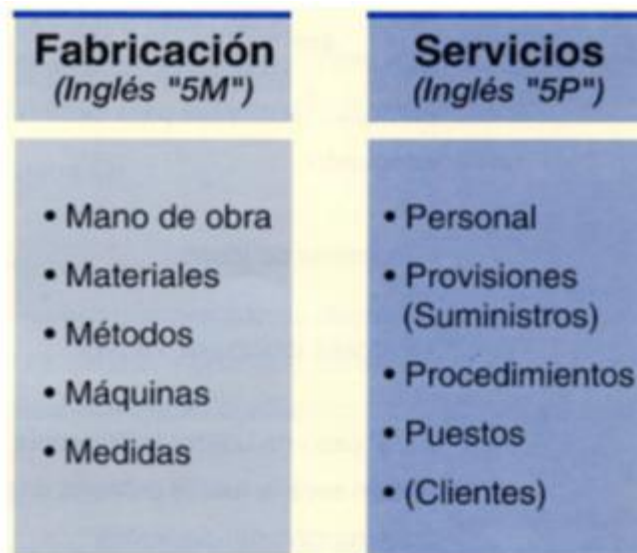 Fabricación
(Inglés "5M")
• Mano de obra
• Materiales
• Métodos
• Máquinas
• Medidas
Servicios
(Inglés "5P")
• Personal
• Provisiones
(Suministros)
• Procedimientos
• Puestos
• (Clientes)